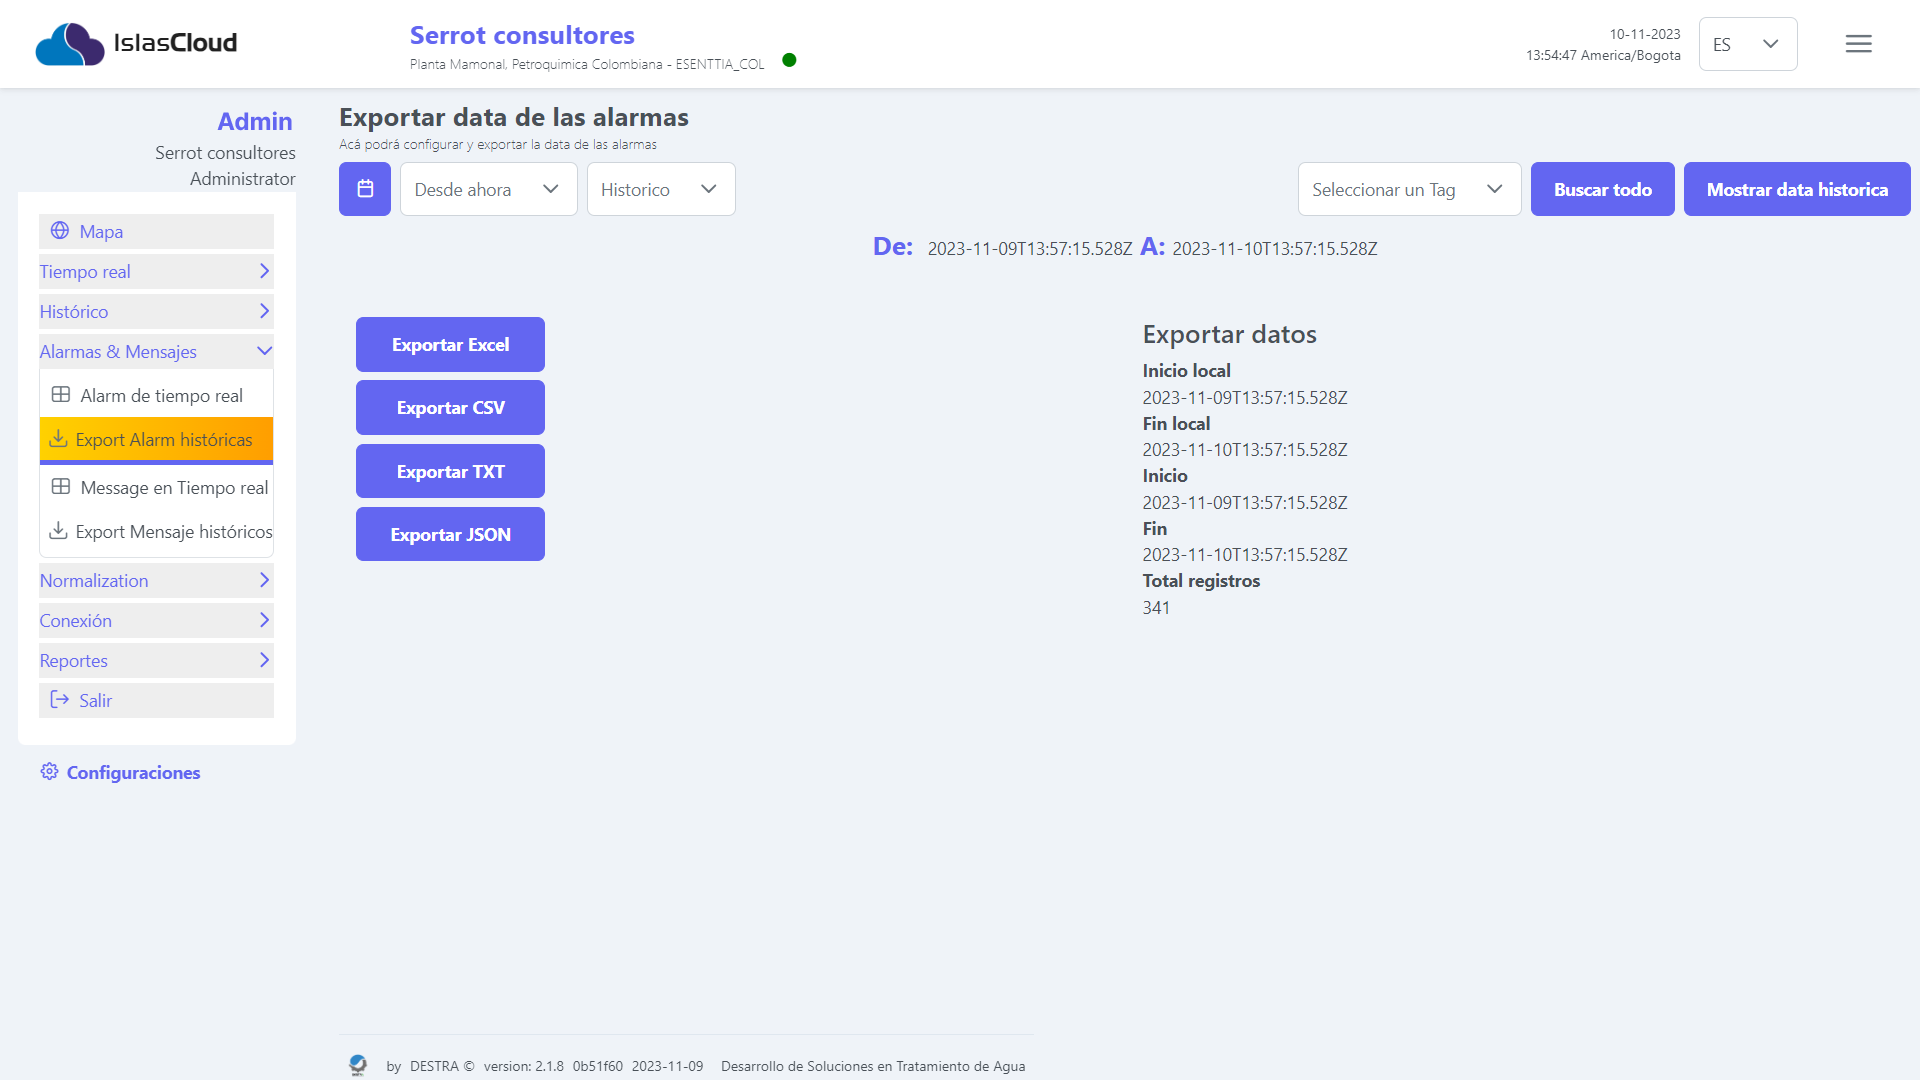 IslasCloud
Serrot consultores
Planta Mamonal, Petroquimica Colombiana - ESENTTIA_COL
10-11-2023
13:54:47 America/Bogota
ES
Admin
Serrot consultores
Administrator
Mapa
Tiempo real
Histórico
Alarmas & Mensajes
Alarm de tiempo real
Export Alarm históricas
Message en Tiempo real
Export Mensaje históricos
Normalization
Conexión
Reportes
Salir
Configuraciones
Exportar data de las alarmas
Acá podrá configurar y exportar la data de las alarmas
Desde ahora
Historico
Seleccionar un Tag
Buscar todo
Mostrar data historica
De: 2023-11-09T13:57:15.528Z A: 2023-11-10T13:57:15.528Z
Exportar Excel
Exportar CSV
Exportar TXT
Exportar JSON
Exportar datos
Inicio local
2023-11-09T13:57:15.528Z
Fin local
2023-11-10T13:57:15.528Z
Inicio
2023-11-09T13:57:15.528Z
Fin
2023-11-10T13:57:15.528Z
Total registros
341
by DESTRA © version: 2.1.8 0b51f60 2023-11-09 Desarrollo de Soluciones en Tratamiento de Agua